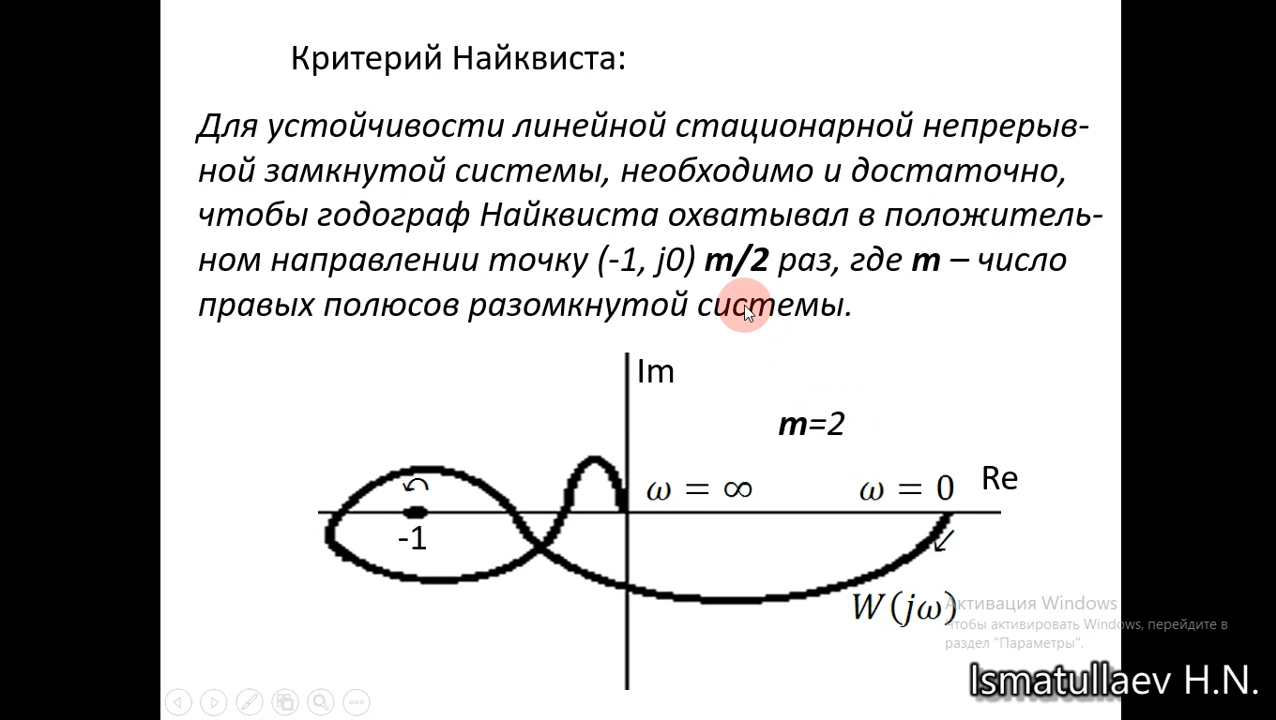 Критерий Найквиста:
Для устойчивости линейной стационарной непрерыв-
ной замкнутой системы, необходимо и достаточно,
чтобы годограф Найквиста охватывал в положитель-
ном направлении точку (-1, j0) m/2 раз, где m – число
правых полюсов разомкнутой системы.
Im
m=2
ω = ∞
ω = 0
Re
-1
W(jω)
Активация Windows
Чтобы активировать Windows, перейдите в
раздел "Параметры".
Ismatullaev H.N.